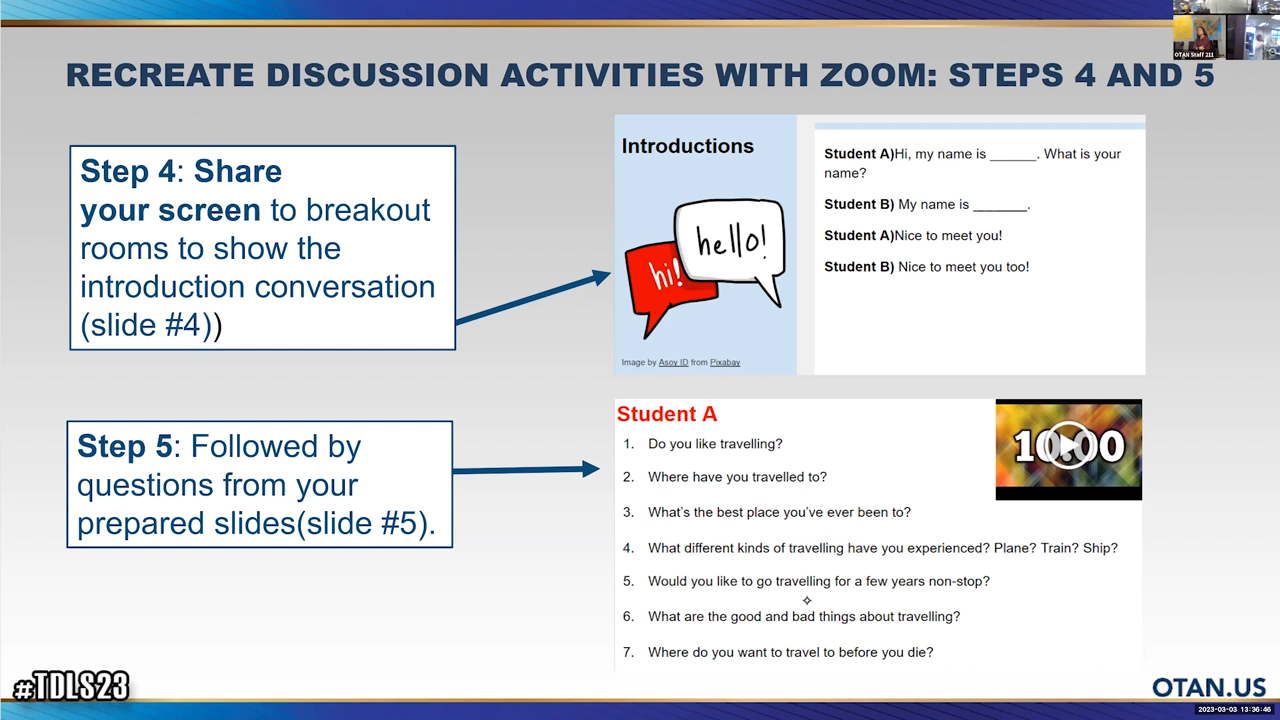 OTAN Staff 211
RECREATE DISCUSSION ACTIVITIES WITH ZOOM: STEPS 4 AND 5
Step 4: Share
your screen to breakout
rooms to show the
introduction conversation
(slide #4))
Introductions
hi!
hello!
Image by Asoy ID from Pixabay
Student A)Hi, my name is ______. What is your
name?
Student B) My name is _______.
Student A)Nice to meet you!
Student B) Nice to meet you too!
Step 5: Followed by
questions from your
prepared slides(slide #5).
Student A
1. Do you like travelling?
2. Where have you travelled to?
3. What's the best place you've ever been to?
4. What different kinds of travelling have you experienced? Plane? Train? Ship?
5. Would you like to go travelling for a few years non-stop?
6. What are the good and bad things about travelling?
7. Where do you want to travel to before you die?
10:00
#TDLS23
OTAN.US
2023-03-03 13:36:46